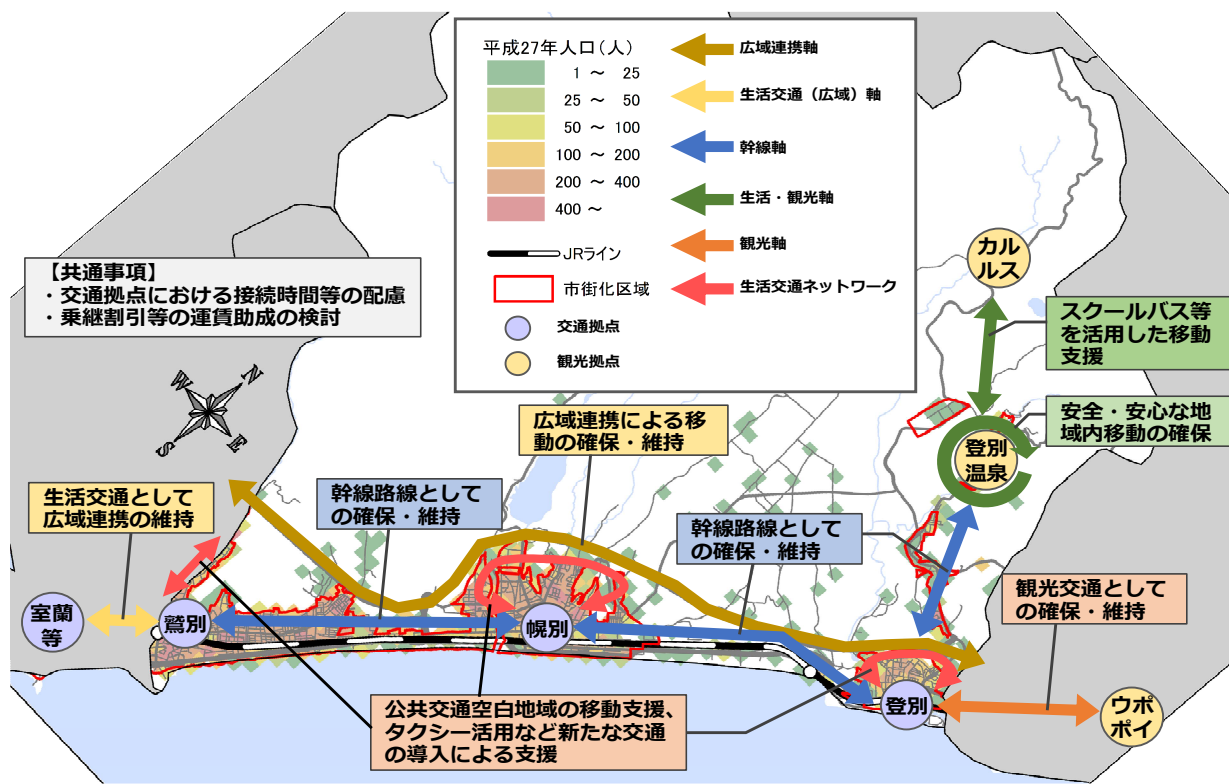 平成27年人口(人)
1 ～ 25
25 ～ 50
50 ～ 100
100 ～ 200
200 ～ 400
400 ～
JRライン
市街化区域
交通拠点
観光拠点
広域連携軸
生活交通（広域）軸
幹線軸
生活・観光軸
観光軸
生活交通ネットワーク
【共通事項】
・交通拠点における接続時間等の配慮
・乗継割引等の運賃助成の検討
N
W
E
S
カル
ルス
スクールバス等
を活用した移動
支援
安全・安心な地
域内移動の確保
登別
温泉
広域連携による移
動の確保・維持
生活交通として
広域連携の維持
幹線路線として
の確保・維持
幹線路線として
の確保・維持
観光交通として
の確保・維持
室蘭
等
鷲別
幌別
登別
ウポ
ポイ
公共交通空白地域の移動支援、
タクシー活用など新たな交通
の導入による支援